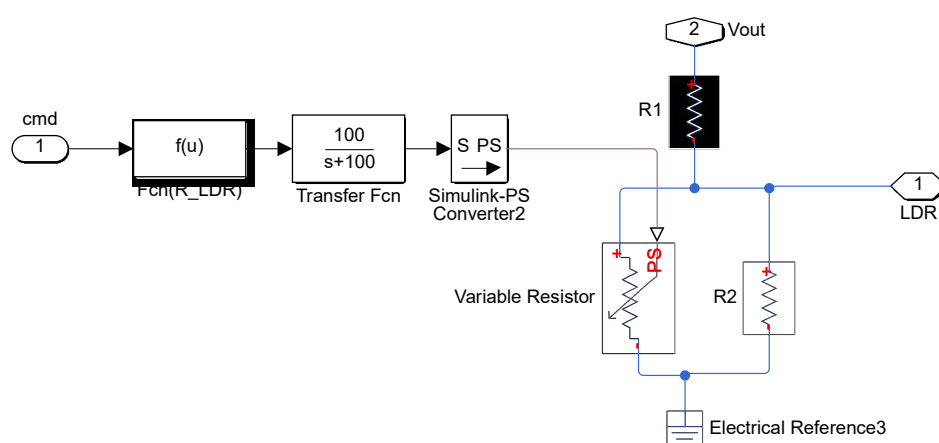 cmd
1
f(u)
Fcn(R_LDR)
100
s+100
Transfer Fcn
S PS
Simulink-PS
Converter2
2
Vout
+
R1
-
1
LDR
+
PS
Variable Resistor
-
+
R2
-
Electrical Reference3